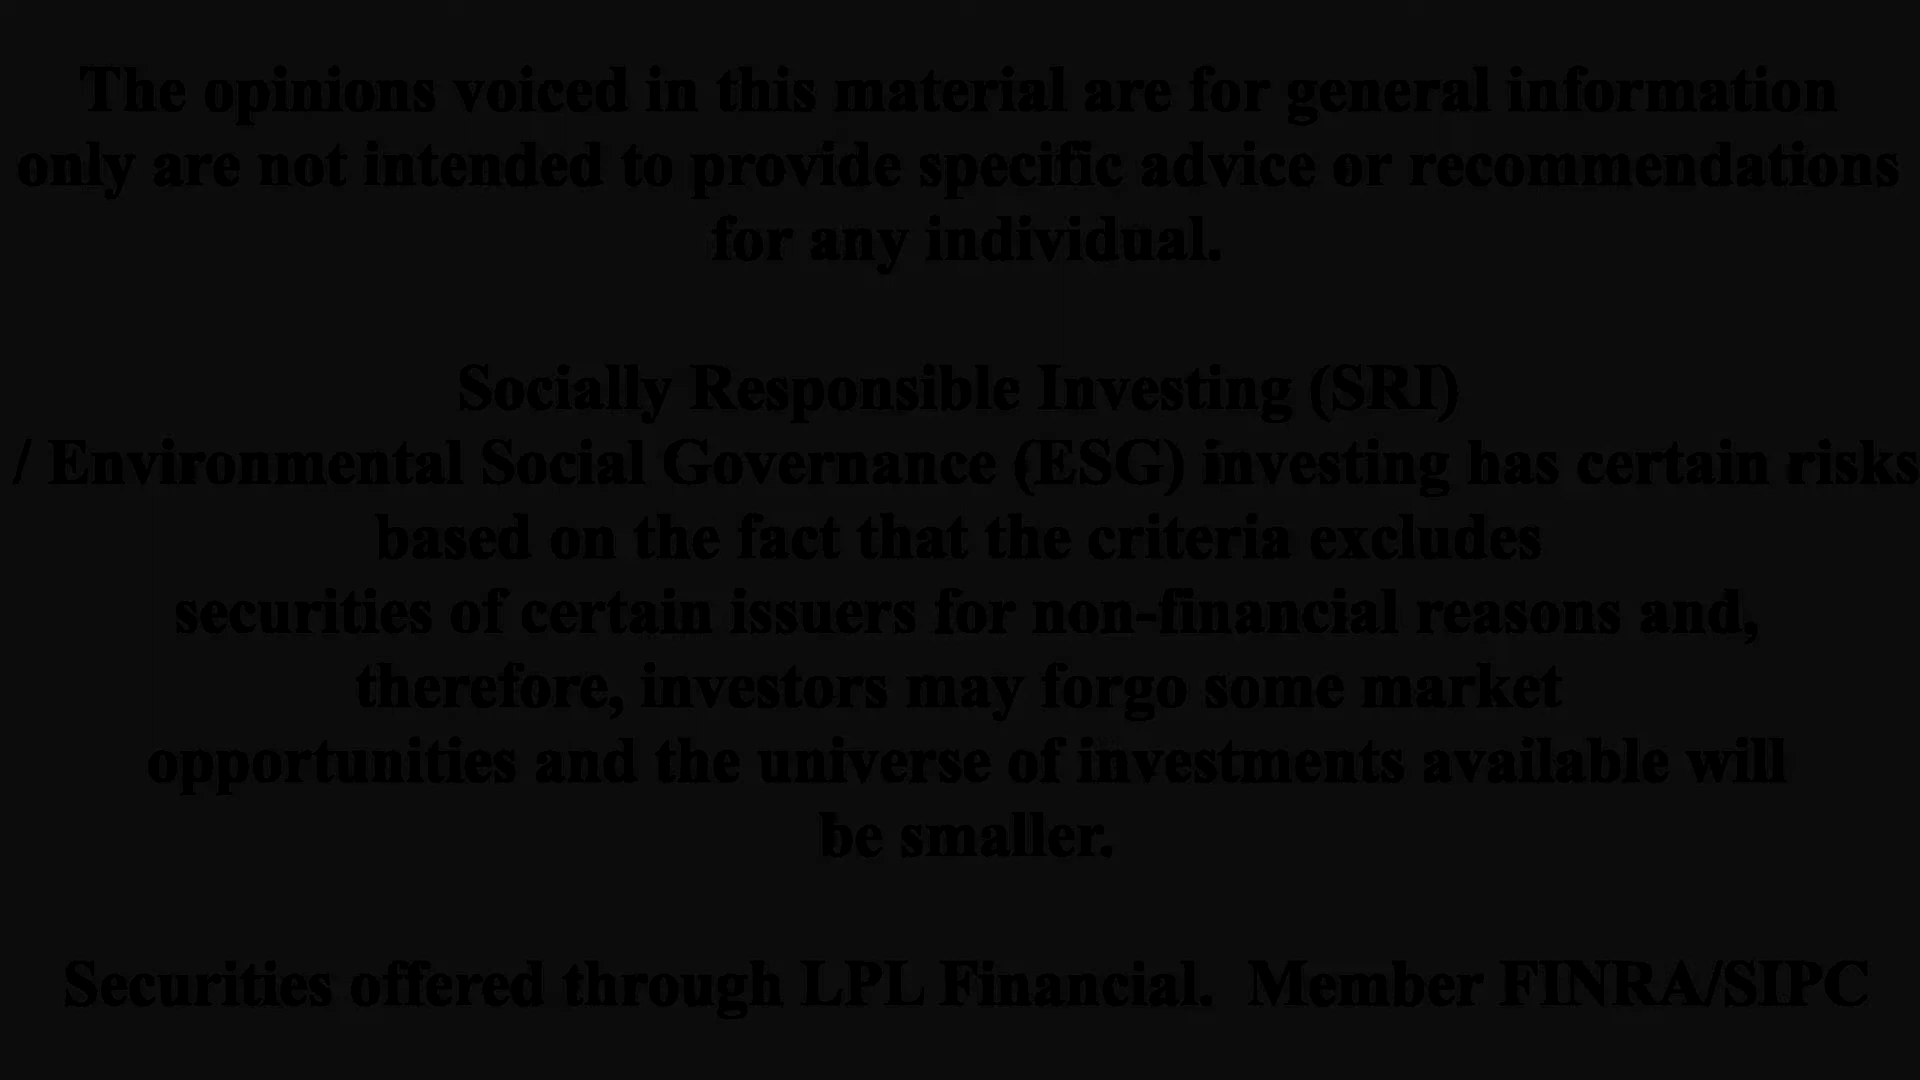 The opinions voiced in this material are for general information
only are not intended to provide specific advice or recommendations
for any individual.
Socially Responsible Investing (SRI)
/ Environmental Social Governance (ESG) investing has certain risks
based on the fact that the criteria excludes
securities of certain issuers for non-financial reasons and,
therefore, investors may forgo some market
opportunities and the universe of investments available will
be smaller.
Securities offered through LPL Financial.  Member FINRA/SIPC